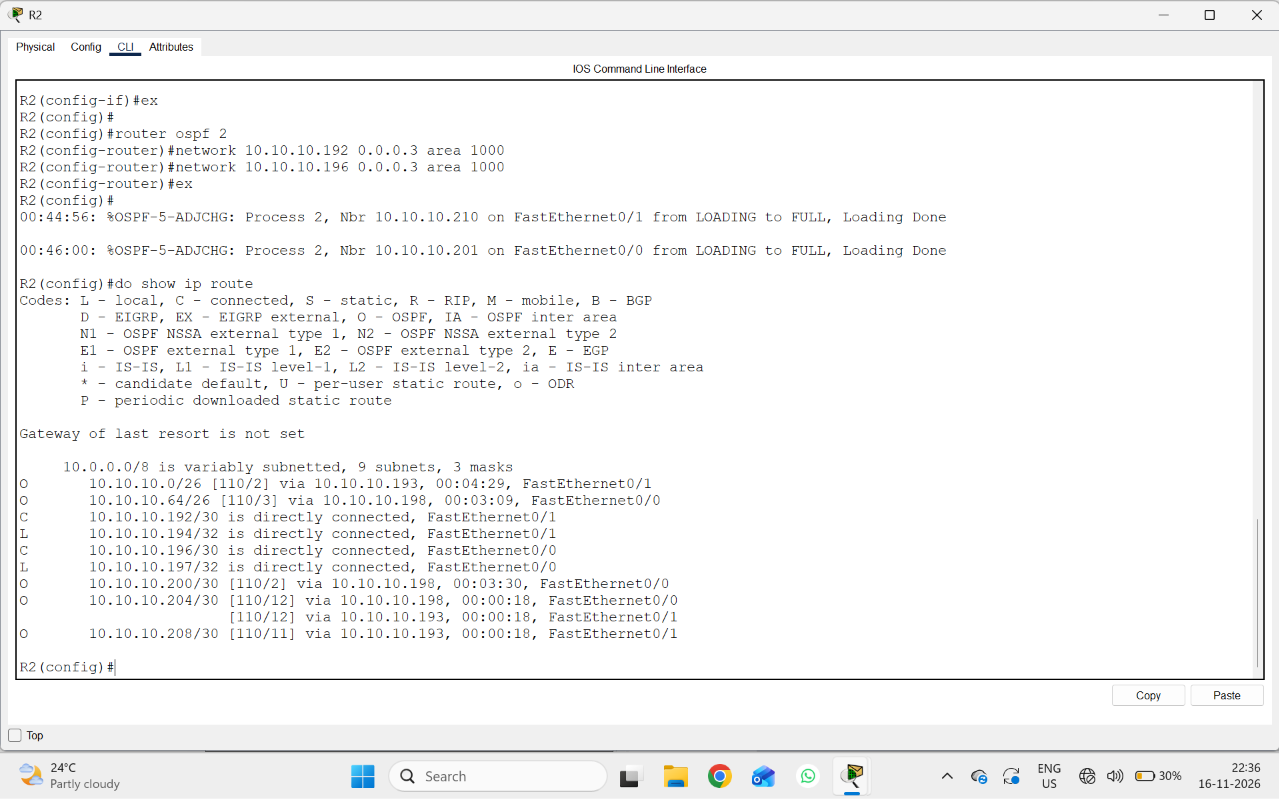 R2
Physical Config CLI Attributes
IOS Command Line Interface
R2(config-if)#ex
R2(config)#
R2(config)#router ospf 2
R2(config-router)#network 10.10.10.192 0.0.0.3 area 1000
R2(config-router)#network 10.10.10.196 0.0.0.3 area 1000
R2(config-router)#ex
R2(config)#
00:44:56: %OSPF-5-ADJCHG: Process 2, Nbr 10.10.10.210 on FastEthernet0/1 from LOADING to FULL, Loading Done
00:46:00: %OSPF-5-ADJCHG: Process 2, Nbr 10.10.10.201 on FastEthernet0/0 from LOADING to FULL, Loading Done
R2(config)#do show ip route
Codes: L - local, C - connected, S - static, R - RIP, M - mobile, B - BGP
D - EIGRP, EX - EIGRP external, O - OSPF, IA - OSPF inter area
N1 - OSPF NSSA external type 1, N2 - OSPF NSSA external type 2
E1 - OSPF external type 1, E2 - OSPF external type 2, E - EGP
i - IS-IS, L1 - IS-IS level-1, L2 - IS-IS level-2, ia - IS-IS inter area
* - candidate default, U - per-user static route, o - ODR
P - periodic downloaded static route
Gateway of last resort is not set
10.0.0.0/8 is variably subnetted, 9 subnets, 3 masks
O 10.10.10.0/26 [110/2] via 10.10.10.193, 00:04:29, FastEthernet0/1
O 10.10.10.64/26 [110/3] via 10.10.10.198, 00:03:09, FastEthernet0/0
C 10.10.10.192/30 is directly connected, FastEthernet0/1
L 10.10.10.194/32 is directly connected, FastEthernet0/1
C 10.10.10.196/30 is directly connected, FastEthernet0/0
L 10.10.10.197/32 is directly connected, FastEthernet0/0
O 10.10.10.200/30 [110/2] via 10.10.10.198, 00:03:30, FastEthernet0/0
O 10.10.10.204/30 [110/12] via 10.10.10.198, 00:00:18, FastEthernet0/0
[110/12] via 10.10.10.193, 00:00:18, FastEthernet0/1
O 10.10.10.208/30 [110/11] via 10.10.10.193, 00:00:18, FastEthernet0/1
R2(config)#
Copy Paste
Top
24°C
Partly cloudy
Search
ENG
US
30%
22:36
16-11-2026